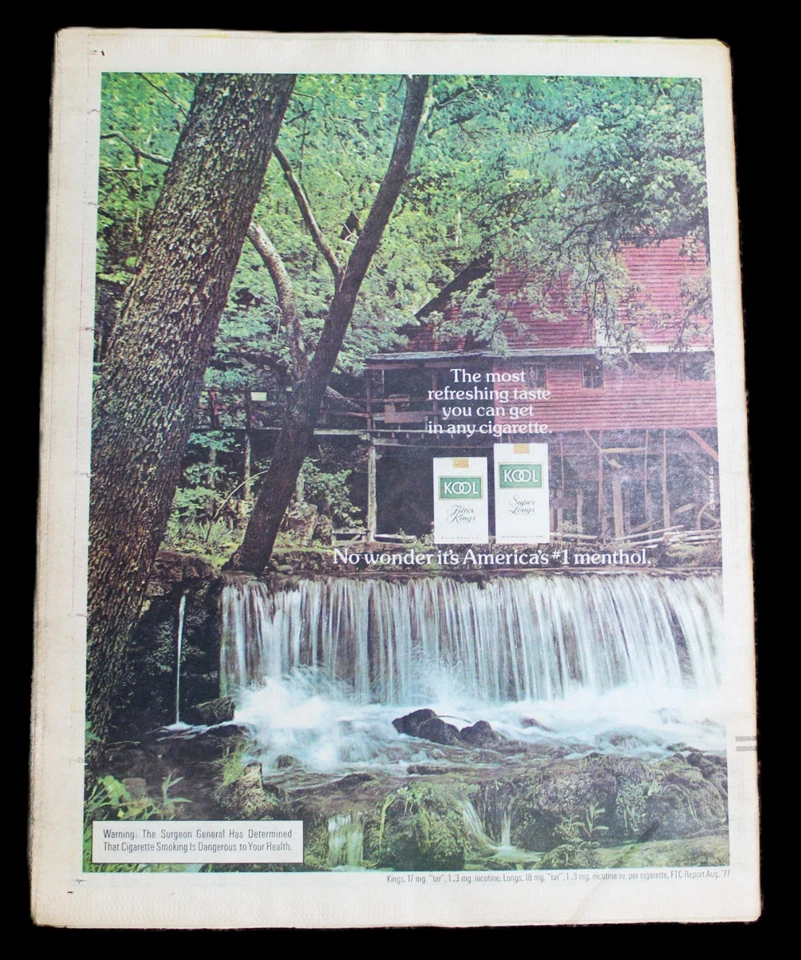 The most
refreshing taste
you can get
in any cigarette.
KOOL
Filter
Kings
KOOL
Super
Longs
No wonder it's America's #1 menthol.
Warning: The Surgeon General Has Determined
That Cigarette Smoking Is Dangerous to Your Health.
Kings, 17 mg. "tar", 1.3 mg. nicotine, Longs, 18 mg. "tar", 1.3 mg. nicotine av. per cigarette, FTC Report Aug. '77